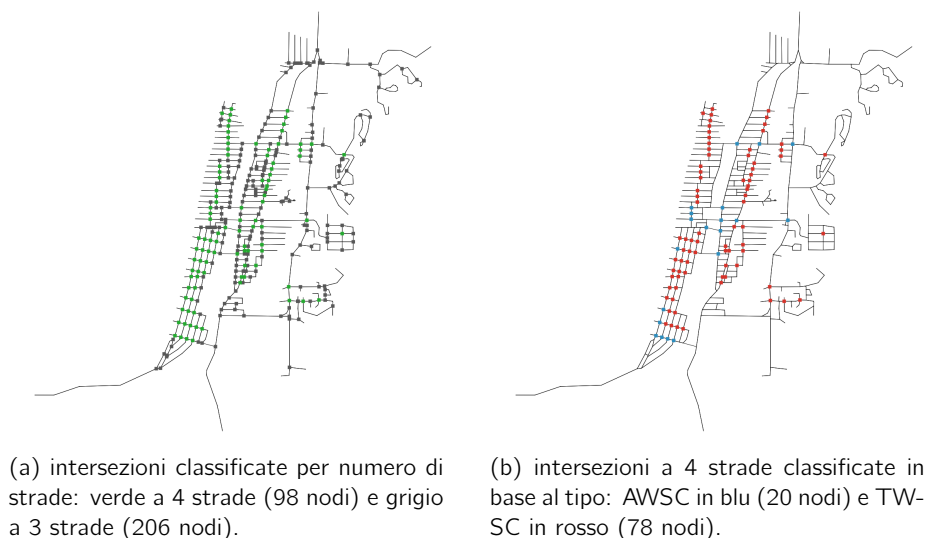 (a) intersezioni classificate per numero di
strade: verde a 4 strade (98 nodi) e grigio
a 3 strade (206 nodi).
(b) intersezioni a 4 strade classificate in
base al tipo: AWSC in blu (20 nodi) e TW-
SC in rosso (78 nodi).